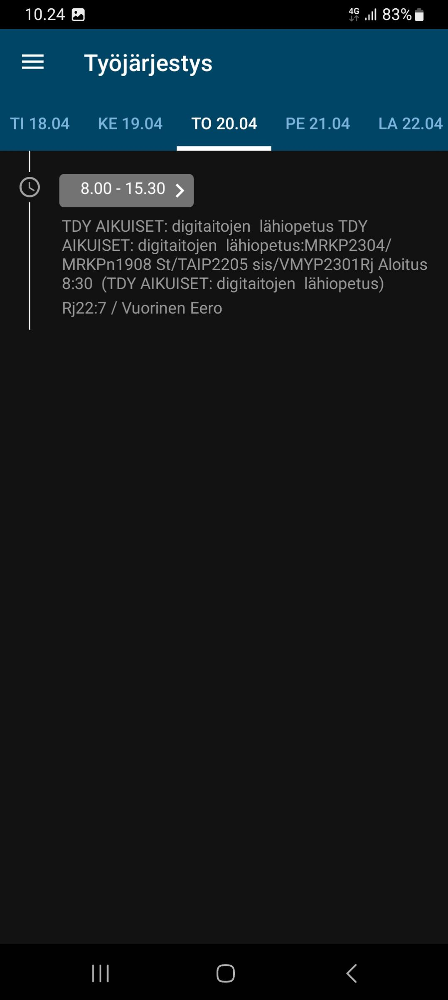 10.24 4G 83%
Työjärjestys
TI 18.04 KE 19.04 TO 20.04 PE 21.04 LA 22.04
8.00 - 15.30
TDY AIKUISET: digitaitojen  lähiopetus TDY
AIKUISET: digitaitojen  lähiopetus:MRKP2304/
MRKPn1908 St/TAIP2205 sis/VMYP2301Rj Aloitus
8:30  (TDY AIKUISET: digitaitojen  lähiopetus)
Rj22:7 / Vuorinen Eero